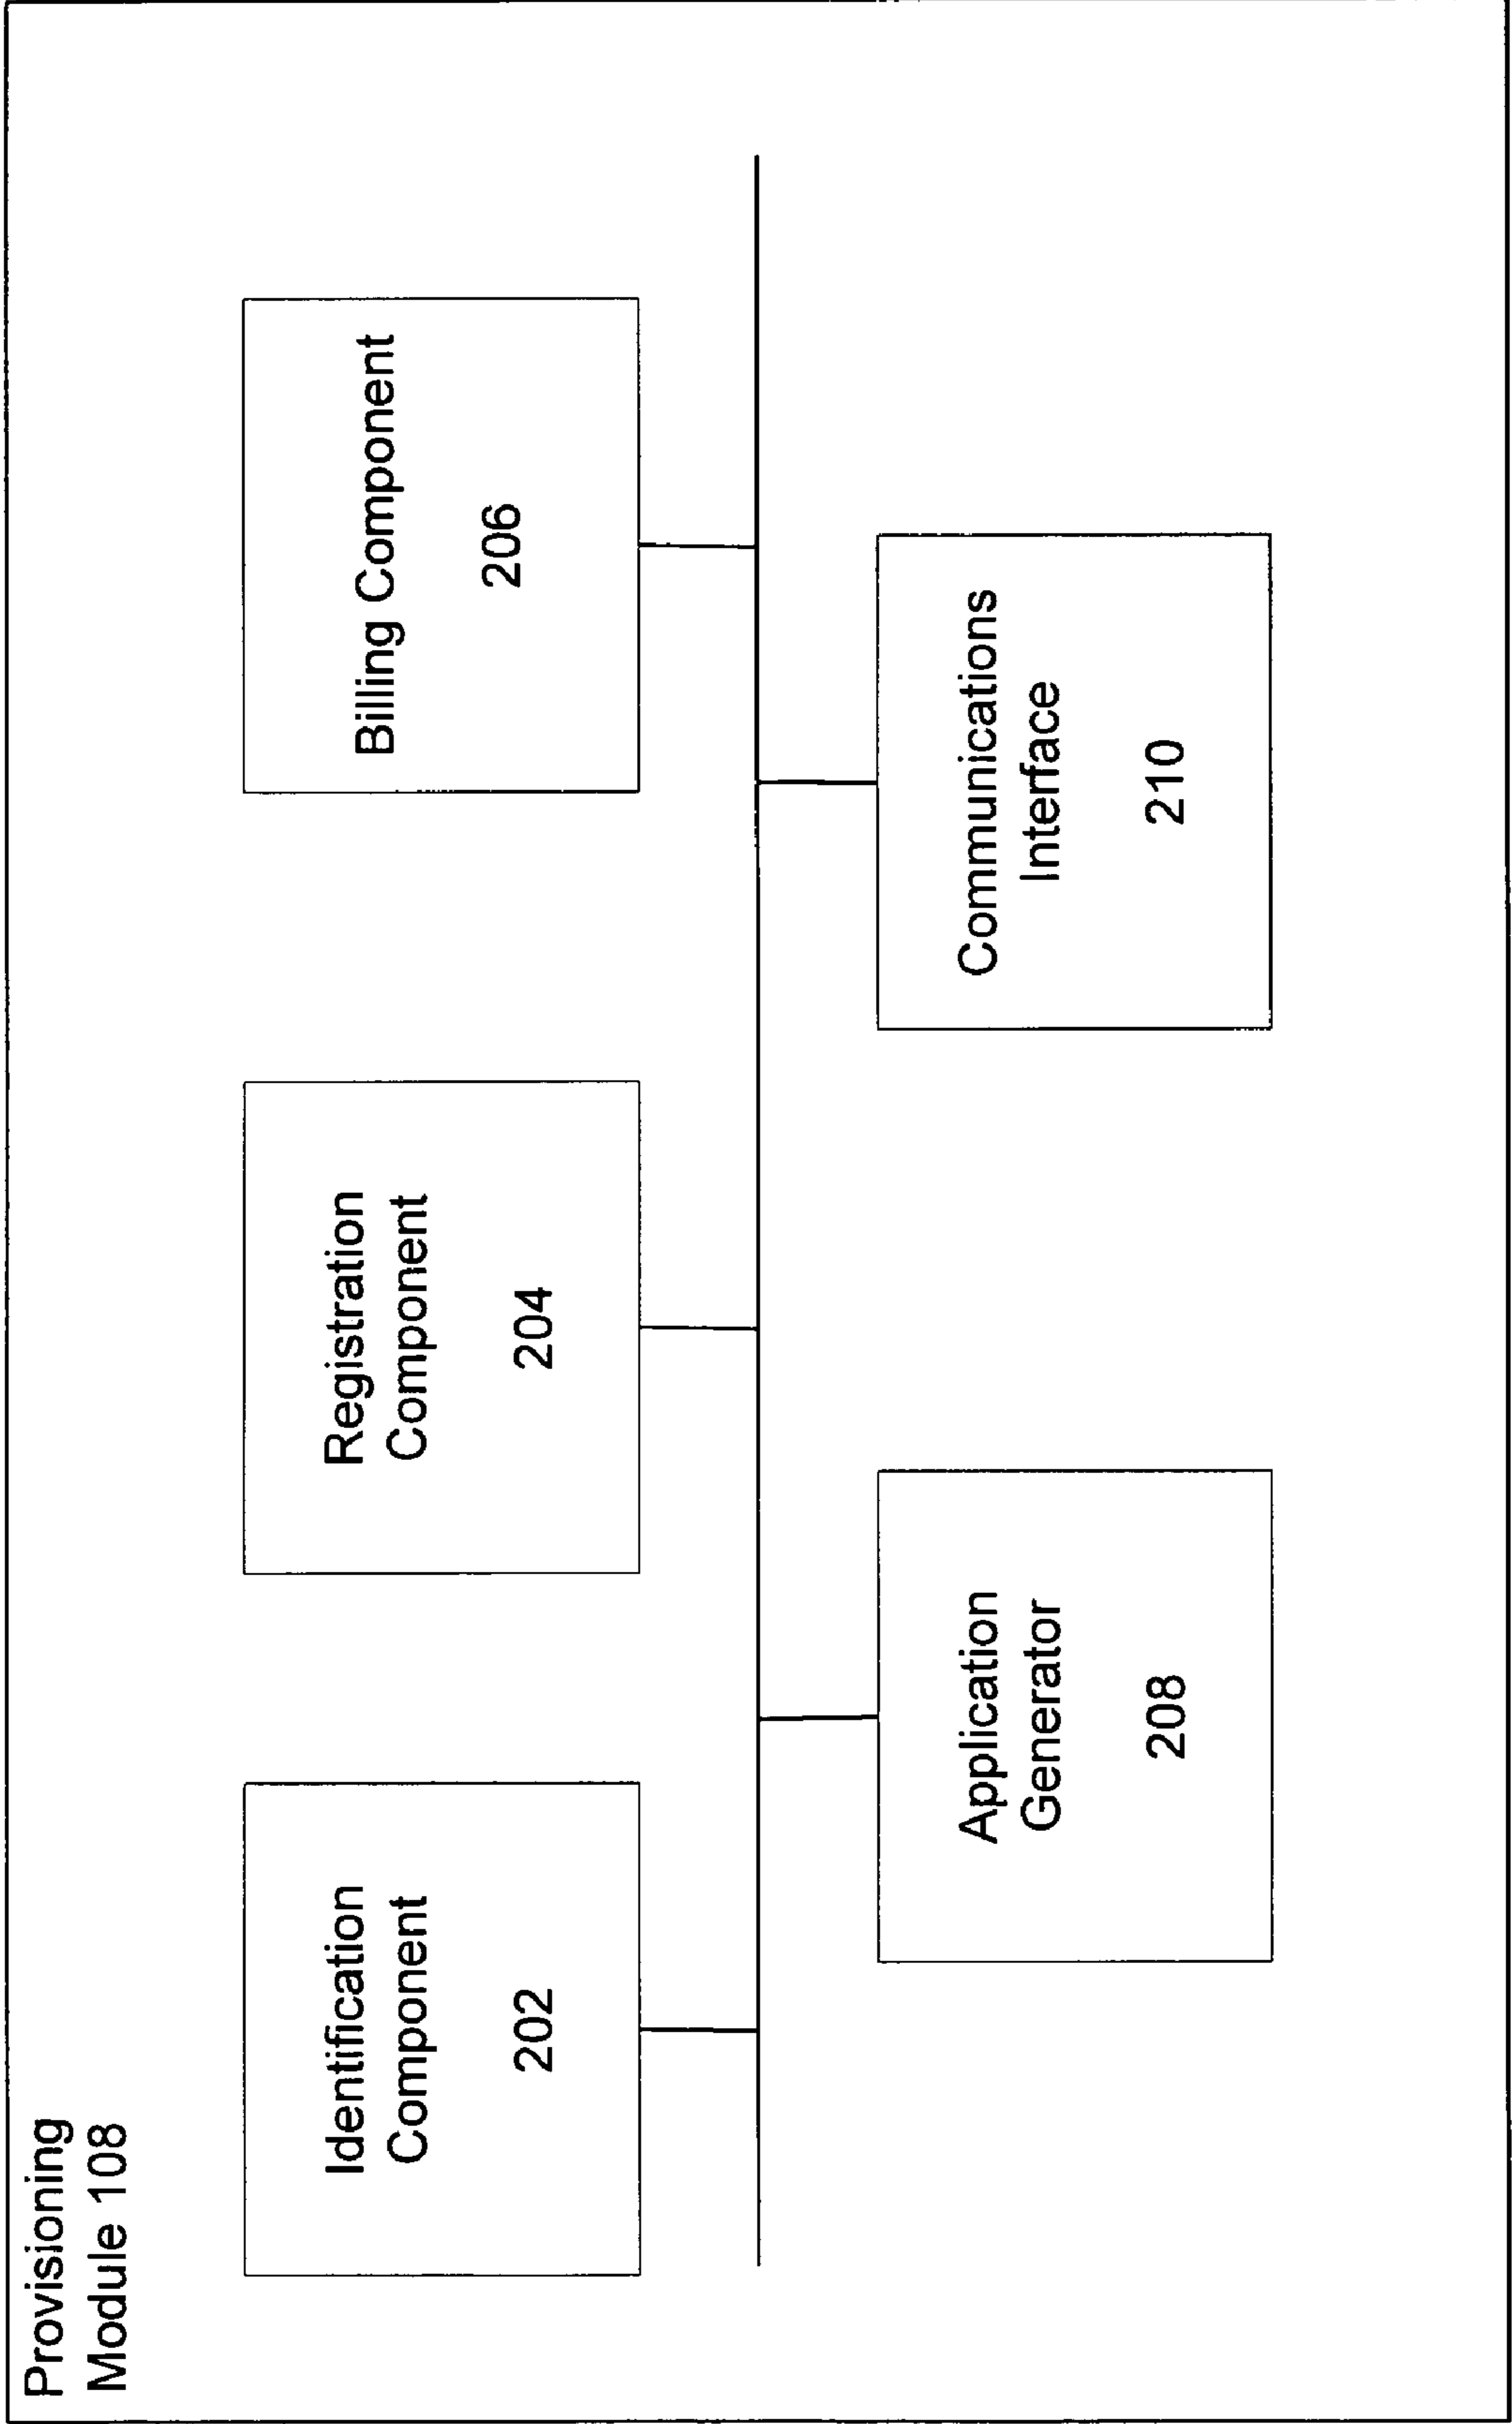 Provisioning
Module 108
Identification
Component
202
Registration
Component
204
Billing Component
206
Application
Generator
208
Communications
Interface
210